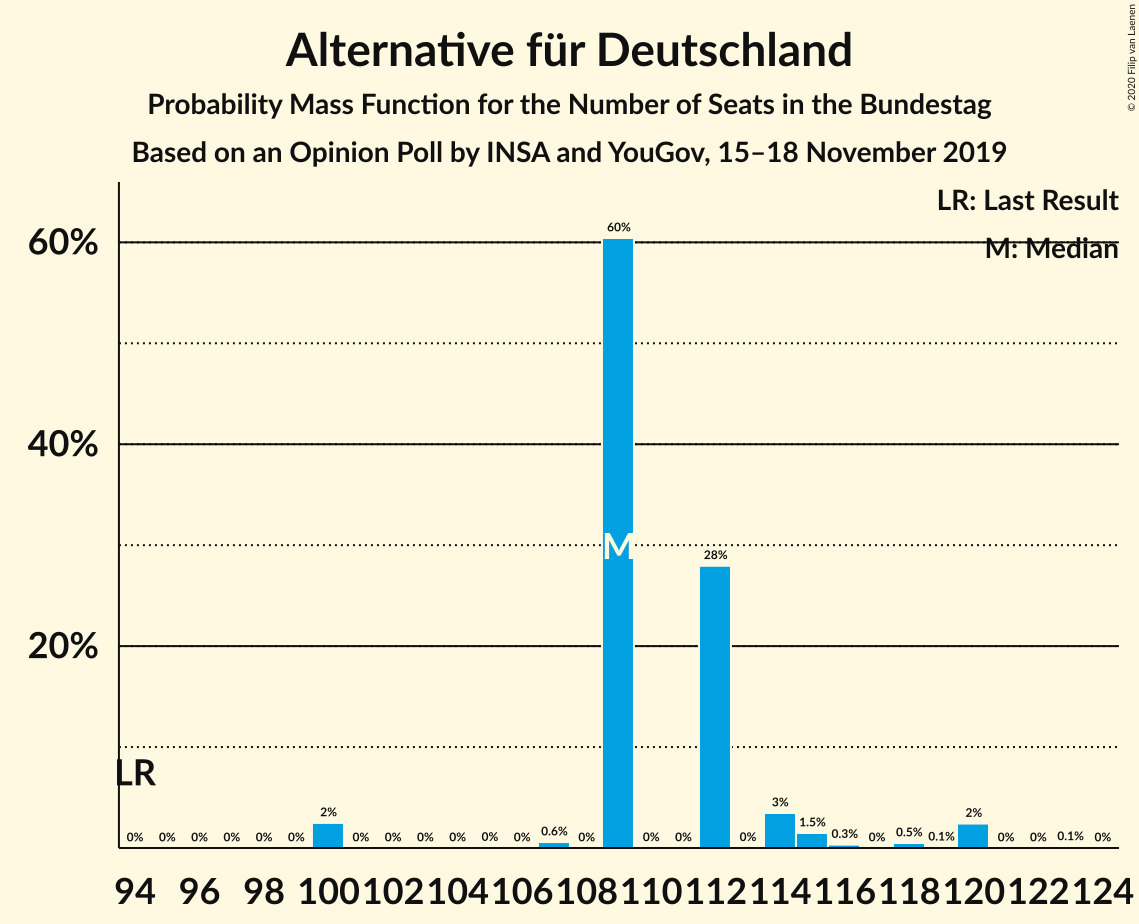 Alternative für Deutschland
Probability Mass Function for the Number of Seats in the Bundestag
Based on an Opinion Poll by INSA and YouGov, 15–18 November 2019
© 2020 Filip van Laenen
LR: Last Result
M: Median
60%
40%
20%
LR
M
0% 0% 0% 0% 0% 0% 2% 0% 0% 0% 0% 0% 0% 0.6% 0% 60% 0% 0% 28% 0% 3% 1.5% 0.3% 0% 0.5% 0.1% 2% 0% 0% 0.1% 0%
94 96 98 100 102 104 106 108 110 112 114 116 118 120 122 124